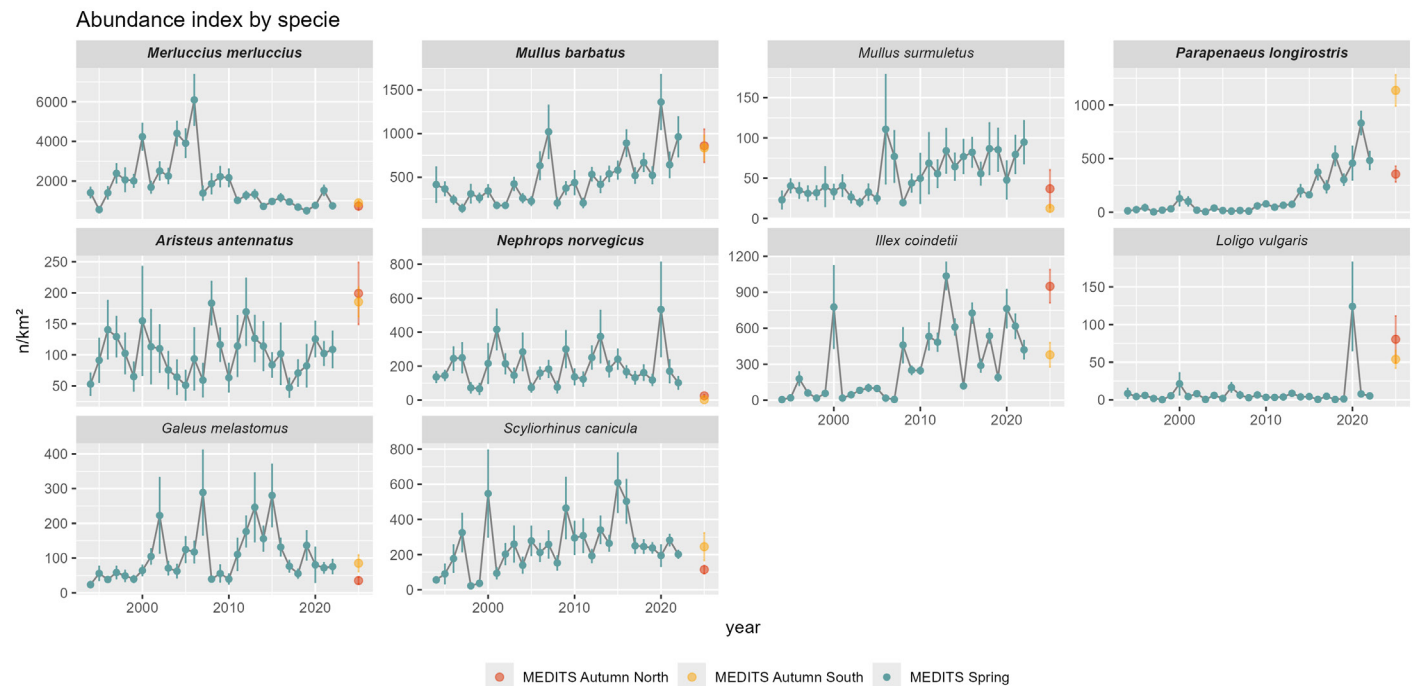 Abundance index by specie
Merluccius merluccius
Mullus barbatus
Mullus surmuletus
Parapenaeus longirostris
6000
4000
2000
1500
1000
500
150
100
50
0
1000
500
0
Aristeus antennatus
Nephrops norvegicus
Illex coindetii
Loligo vulgaris
250
200
150
100
50
800
600
400
200
0
1200
900
600
300
0
2000 2010 2020
150
100
50
0
2000 2010 2020
Galeus melastomus
Scyliorhinus canicula
400
300
200
100
0
2000 2010 2020
800
600
400
200
0
2000 2010 2020
n/km²
year
MEDITS Autumn North MEDITS Autumn South MEDITS Spring